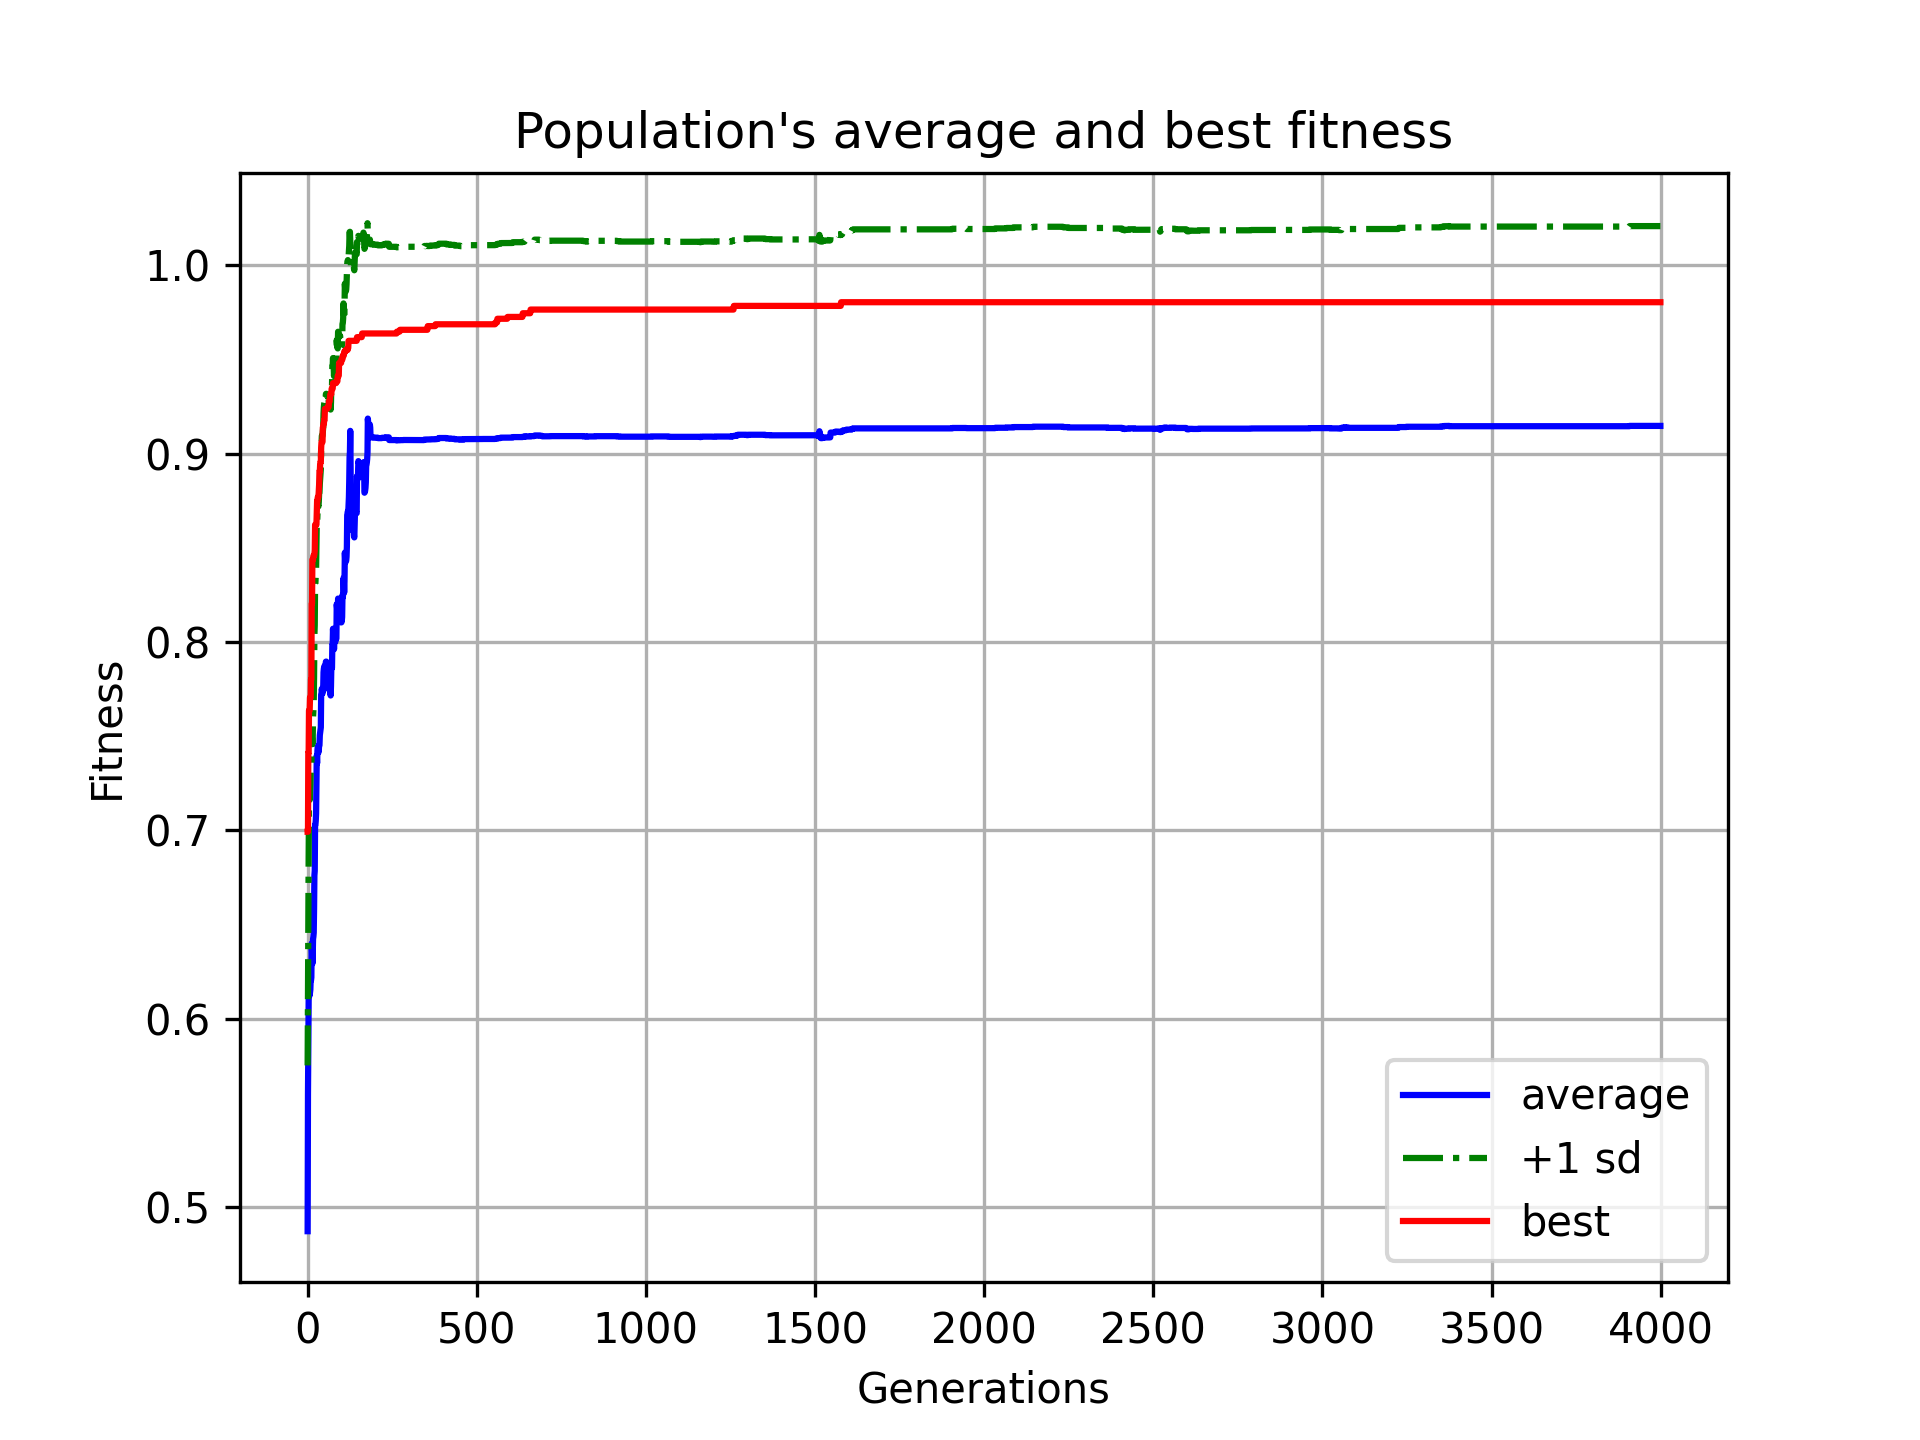 Population's average and best fitness
Fitness
1.0
0.9
0.8
0.7
0.6
0.5
0 500 1000 1500 2000 2500 3000 3500 4000
Generations
average
+1 sd
best